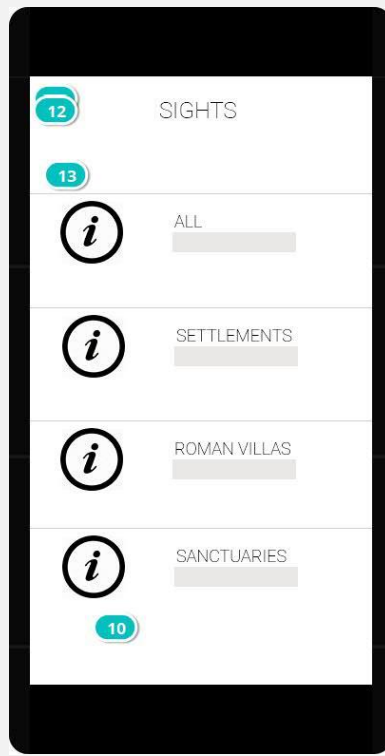 12
SIGHTS
13
i
ALL
i
SETTLEMENTS
i
ROMAN VILLAS
i
SANCTUARIES
10